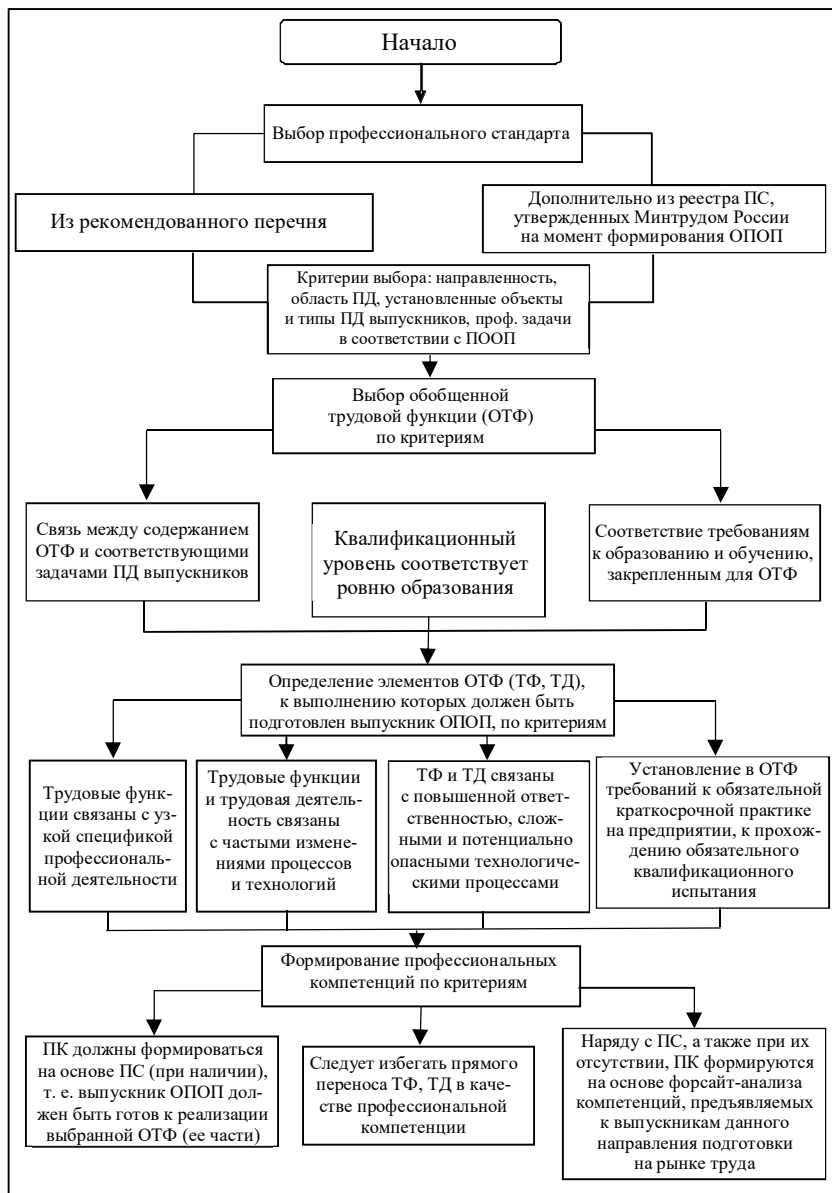 Начало
Выбор профессионального стандарта
Из рекомендованного перечня
Дополнительно из реестра ПС,
утвержденных Минтрудом России
на момент формирования ОПОП
Критерии выбора: направленность,
область ПД, установленные объекты
и типы ПД выпускников, проф. задачи
в соответствии с ПООП
Выбор обобщенной
трудовой функции (ОТФ)
по критериям
Связь между содержанием
ОТФ и соответствующими
задачами ПД выпускников
Квалификационный
уровень соответствует
ровню образования
Соответствие требованиям
к образованию и обучению,
закрепленным для ОТФ
Определение элементов ОТФ (ТФ, ТД),
к выполнению которых должен быть
подготовлен выпускник ОПОП, по критериям
Трудовые функ-
ции связаны с уз-
кой спецификой
профессиональ-
ной деятельности
Трудовые функции
и трудовая деятель-
ность связаны
с частыми изменени-
ями процессов
и технологий
ТФ и ТД связаны
с повышенной ответ-
ственностью, слож-
ными и потенциально
опасными технологиче-
скими процессами
Установление в ОТФ
требований к обязательной
краткосрочной практике
на предприятии, к прохож-
дению обязательного
квалификационного
испытания
Формирование профессиональных
компетенций по критериям
ПК должны формироваться
на основе ПС (при наличии),
т. е. выпускник ОПОП дол-
жен быть готов к реализации
выбранной ОТФ (ее части)
Следует избегать прямого
переноса ТФ, ТД в каче-
стве профессиональной
компетенции
Наряду с ПС, а также при их
отсутствии, ПК формируются
на основе форсайт-анализа
компетенций, предъявляемых
к выпускникам данного
направления подготовки
на рынке труда